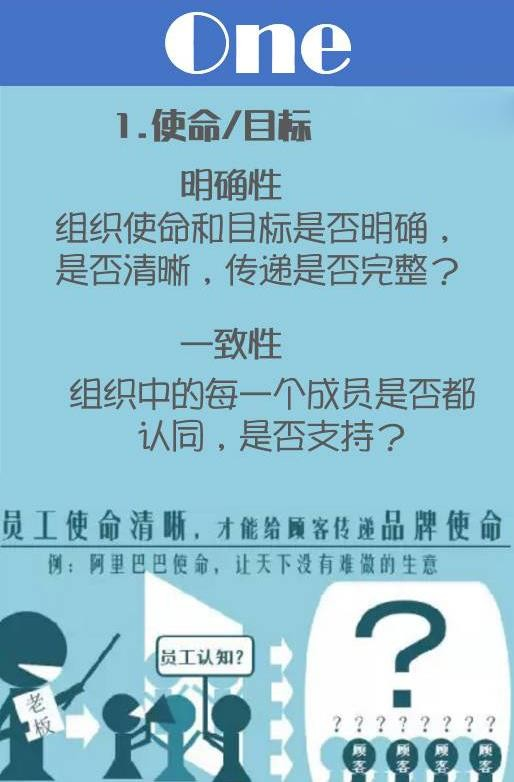 One
1.使命/目标
明确性
组织使命和目标是否明确，
是否清晰，传递是否完整？
一致性
组织中的每一个成员是否都
认同，是否支持？
员工使命清晰，才能给顾客传递品牌使命
例：阿里巴巴使命，让天下没有难做的生意
员工认知？
？
老板
？？？？？？？？
顾客 顾客 顾客 顾客